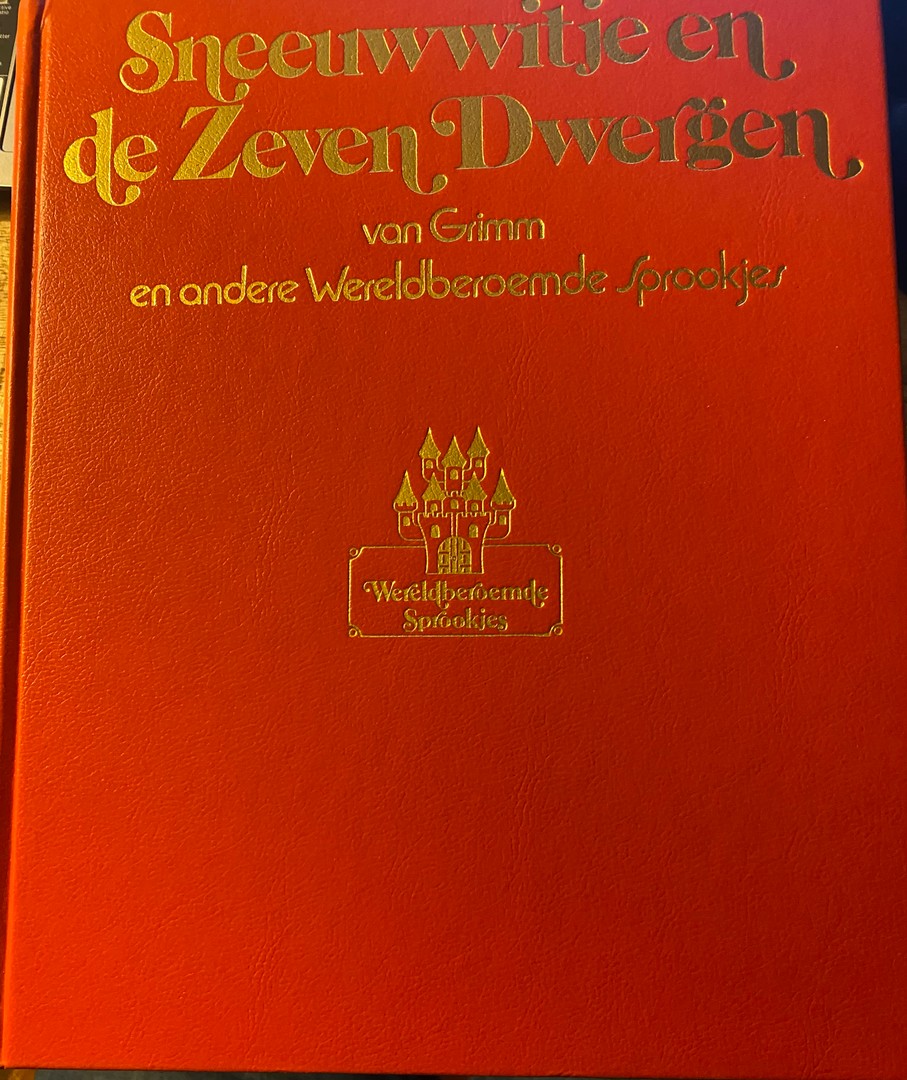 Sneeuwwitje en
de Zeven Dwergen
van Grimm
en andere Wereldberoemde Sprookjes
Wereldberoemde
Sprookjes